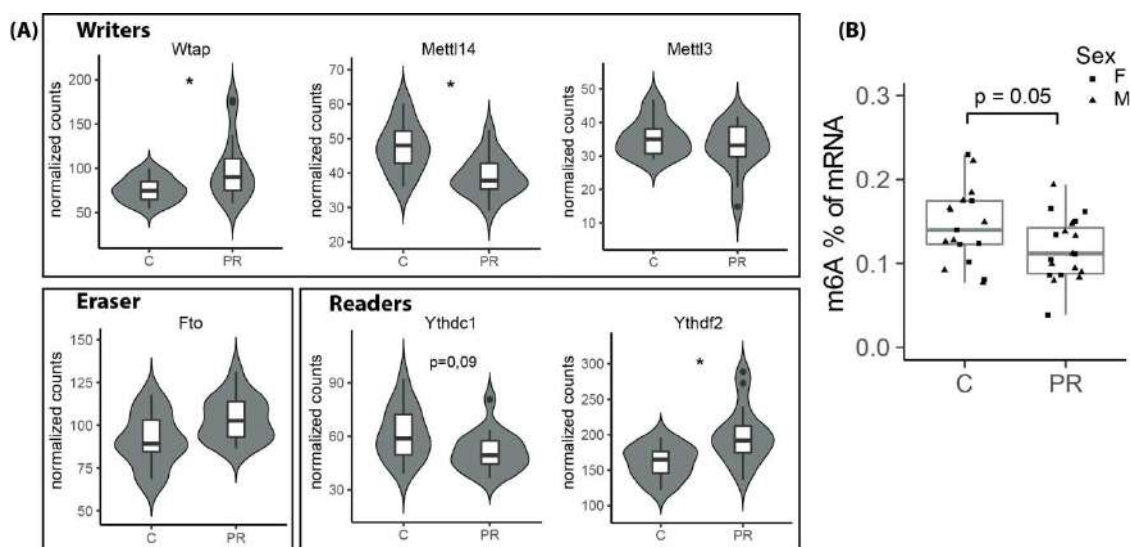 (A)
Writers
Wtap
normalized counts
200
150
100
50
C
PR
*
Mettl14
70
60
50
40
30
20
C
PR
*
Mettl3
normalized counts
50
40
30
20
10
C
PR
Eraser
Fto
normalized counts
150
125
100
75
50
C
PR
Readers
Ythdc1
normalized counts
90
60
30
p=0,09
C
PR
Ythdf2
normalized counts
300
250
200
150
100
*
C
PR
(B)
Sex
F
M
p = 0.05
m6A % of mRNA
0.3
0.2
0.1
0.0
C
PR